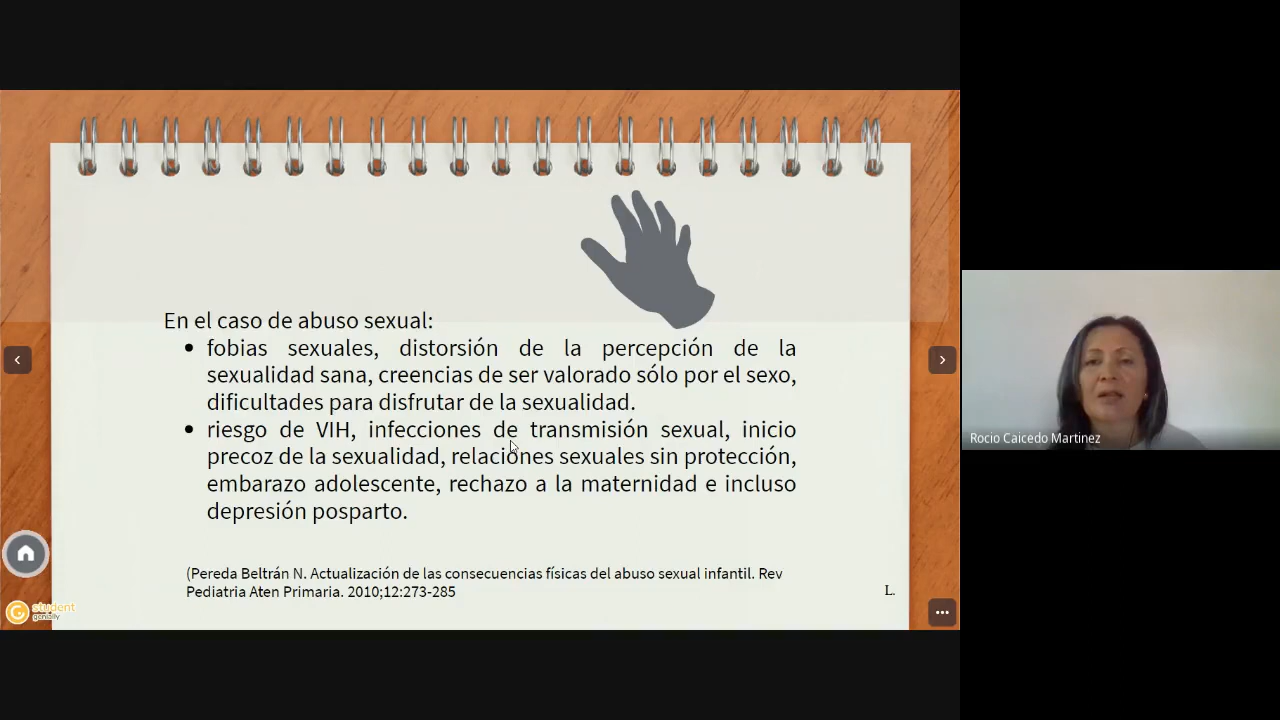 En el caso de abuso sexual:
• fobias sexuales, distorsión de la percepción de la
sexualidad sana, creencias de ser valorado sólo por el sexo,
dificultades para disfrutar de la sexualidad.
• riesgo de VIH, infecciones de transmisión sexual, inicio
precoz de la sexualidad, relaciones sexuales sin protección,
embarazo adolescente, rechazo a la maternidad e incluso
depresión posparto.
(Pereda Beltrán N. Actualización de las consecuencias físicas del abuso sexual infantil. Rev
Pediatria Aten Primaria. 2010;12:273-285
L.
student
genially
Rocio Caicedo Martinez